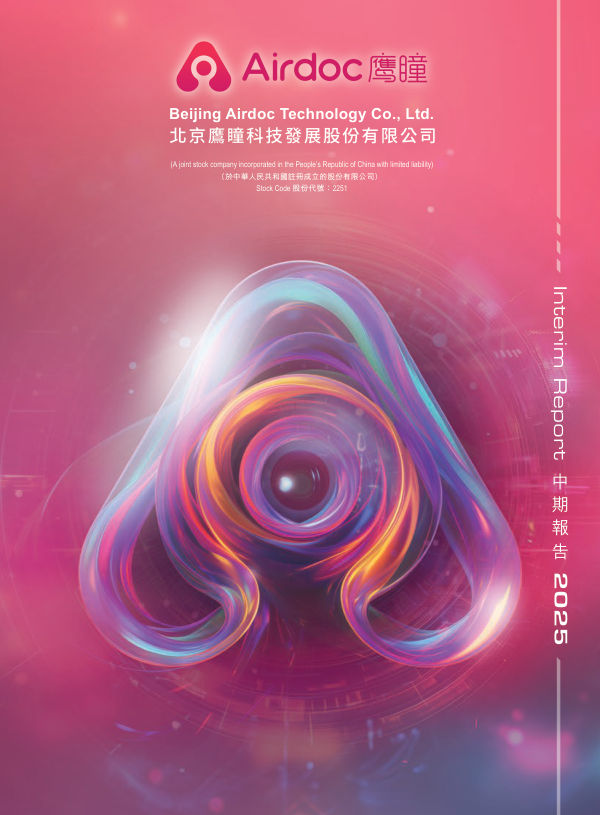 Airdoc 鹰瞳
Beijing Airdoc Technology Co., Ltd.
北京鷹瞳科技發展股份有限公司
(A joint stock company incorporated in the People's Republic of China with limited liability)
(於中華人民共和國註冊成立的股份有限公司)
Stock Code 股份代號：2251
Interim Report 中期報告 2025